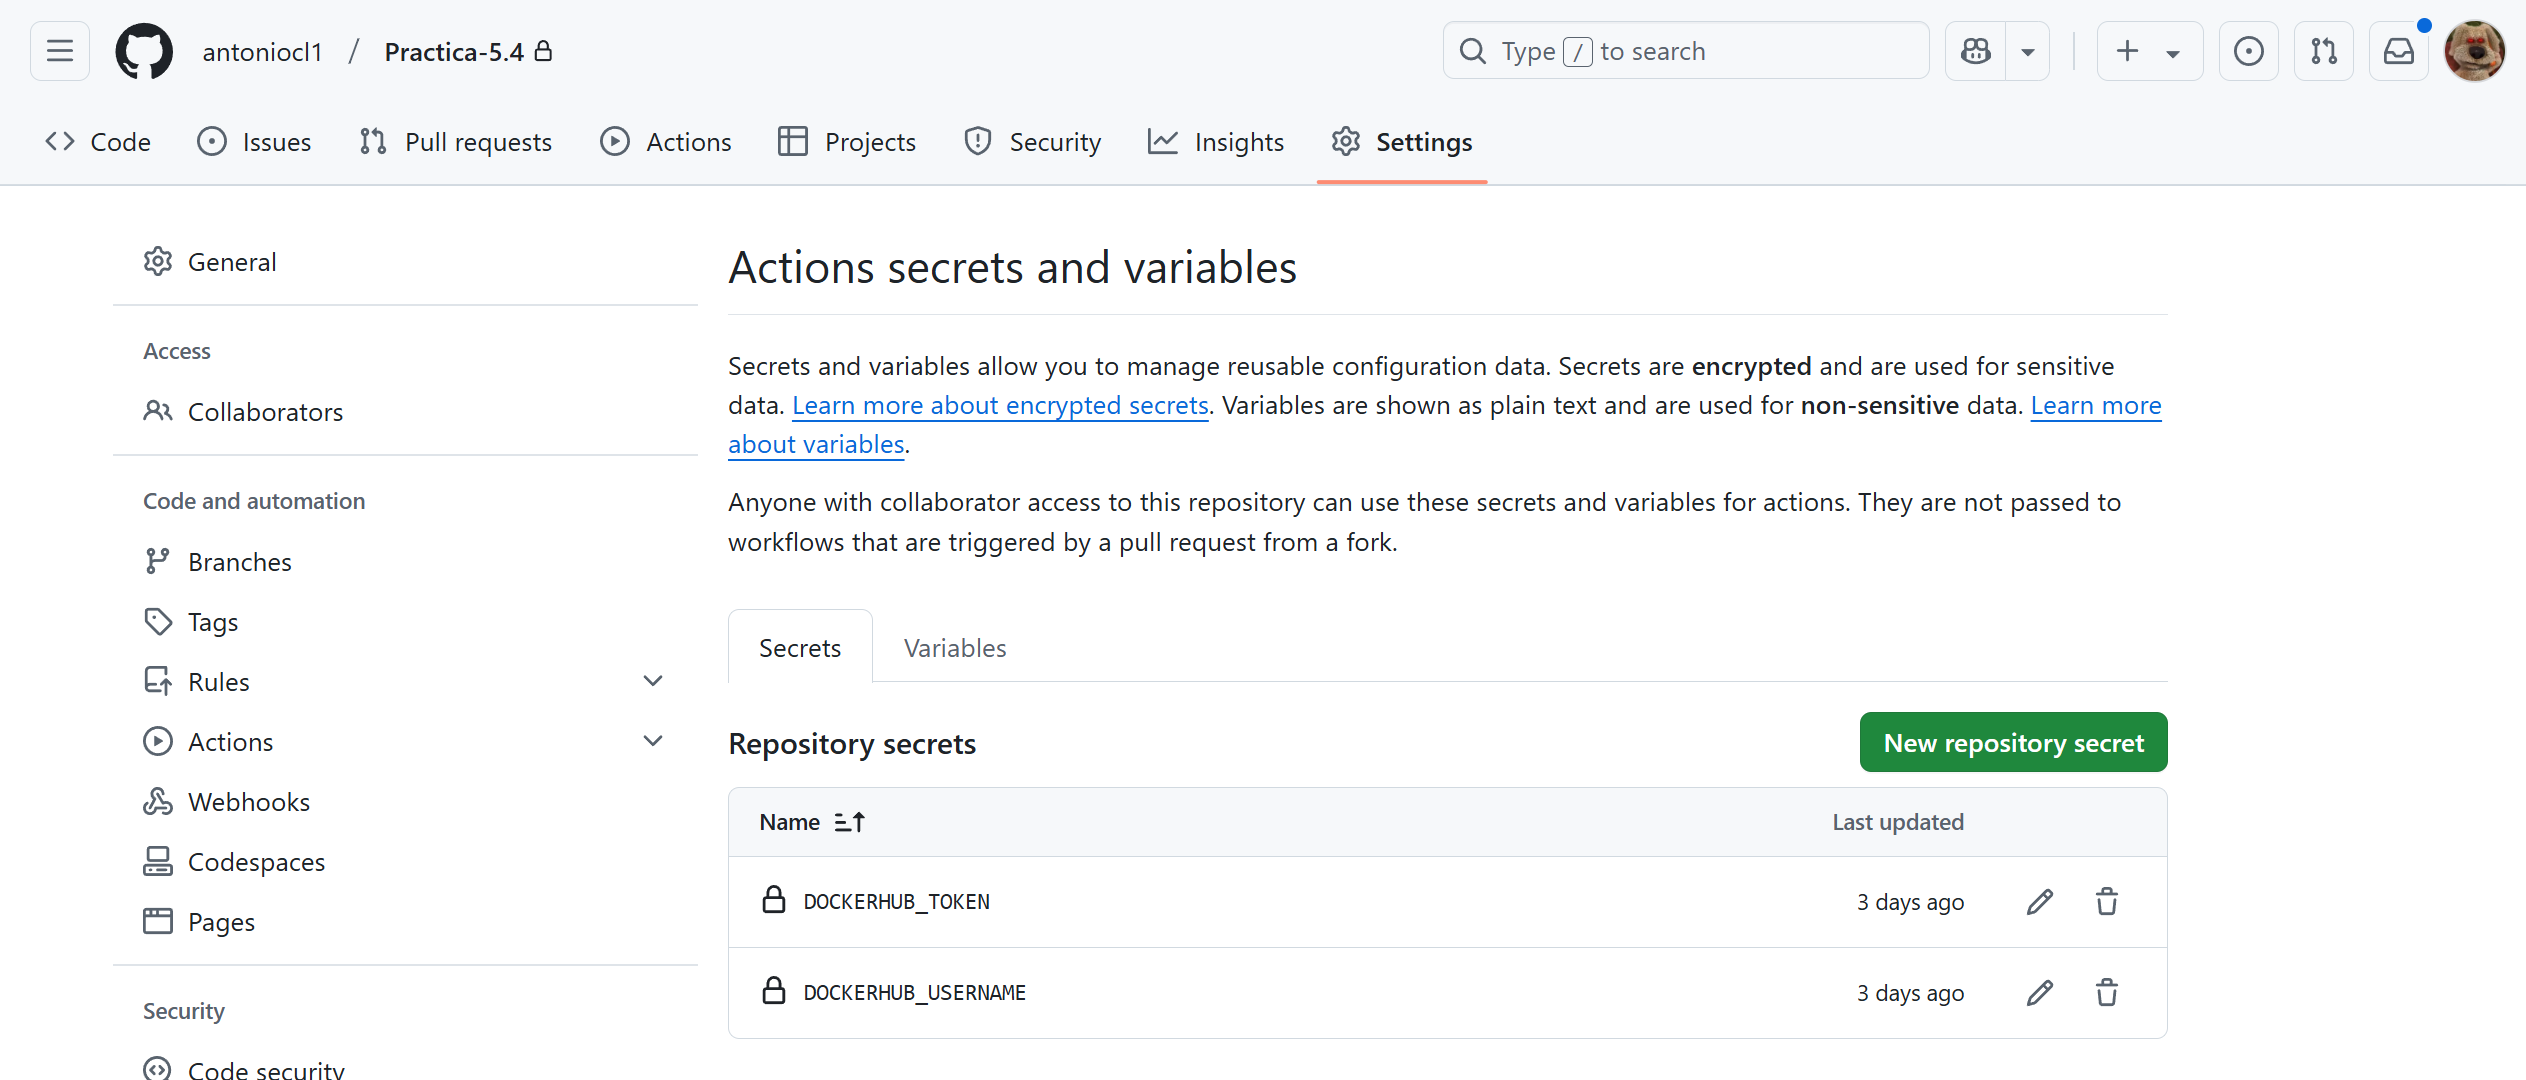 antoniocl1 / Practica-5.4
Type / to search
Code Issues Pull requests Actions Projects Security Insights Settings
General
Access
Collaborators
Code and automation
Branches
Tags
Rules
Actions
Webhooks
Codespaces
Pages
Security
Code security
Actions secrets and variables
Secrets and variables allow you to manage reusable configuration data. Secrets are encrypted and are used for sensitive
data. Learn more about encrypted secrets. Variables are shown as plain text and are used for non-sensitive data. Learn more
about variables.
Anyone with collaborator access to this repository can use these secrets and variables for actions. They are not passed to
workflows that are triggered by a pull request from a fork.
Secrets Variables
Repository secrets New repository secret
Name Last updated
DOCKERHUB_TOKEN 3 days ago
DOCKERHUB_USERNAME 3 days ago